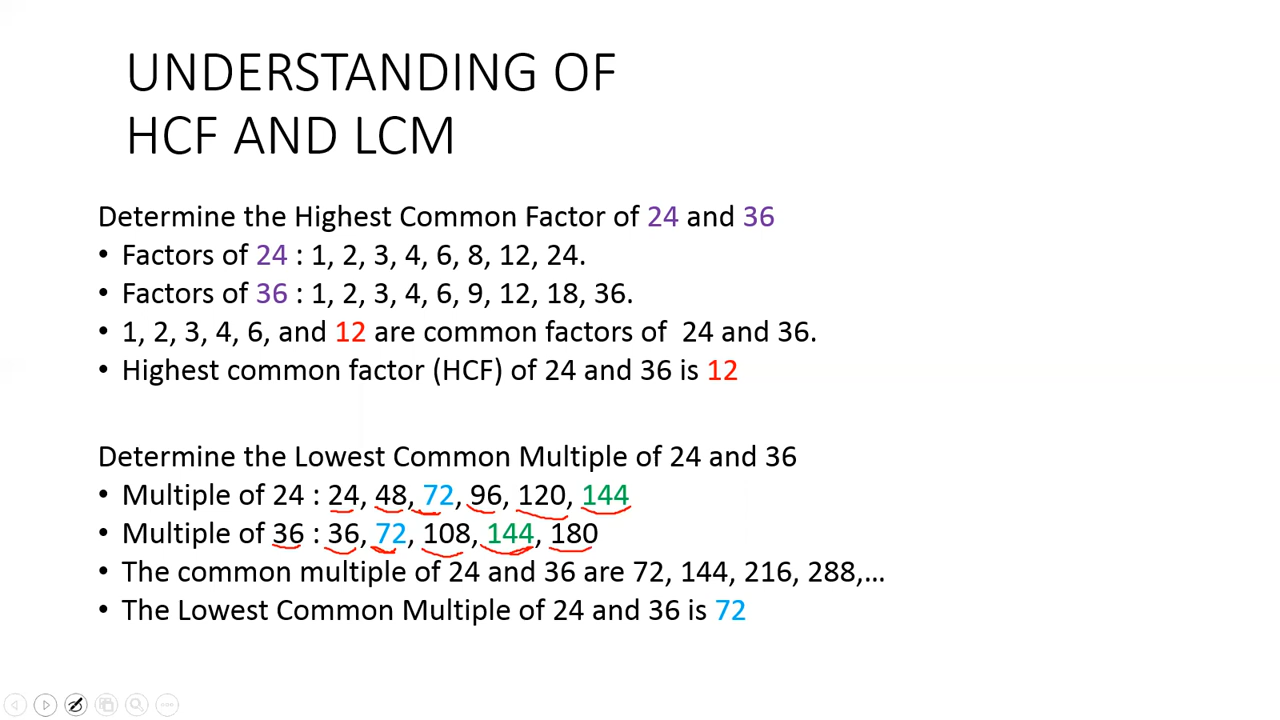 UNDERSTANDING OF
HCF AND LCM
Determine the Highest Common Factor of 24 and 36
• Factors of 24 : 1, 2, 3, 4, 6, 8, 12, 24.
• Factors of 36 : 1, 2, 3, 4, 6, 9, 12, 18, 36.
• 1, 2, 3, 4, 6, and 12 are common factors of  24 and 36.
• Highest common factor (HCF) of 24 and 36 is 12
Determine the Lowest Common Multiple of 24 and 36
• Multiple of 24 : 24, 48, 72, 96, 120, 144
• Multiple of 36 : 36, 72, 108, 144, 180
• The common multiple of 24 and 36 are 72, 144, 216, 288,...
• The Lowest Common Multiple of 24 and 36 is 72